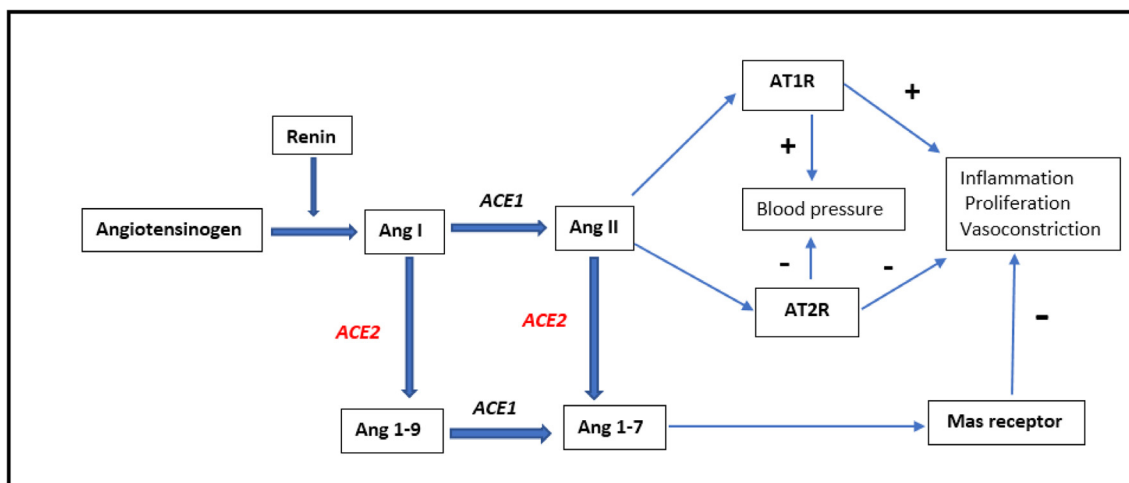 AT1R
+
Renin
+
Inflammation
Proliferation
Vasoconstriction
ACE1
Blood pressure
Angiotensinogen
Ang I
Ang II
-
-
AT2R
ACE2
ACE2
-
ACE1
Ang 1-9
Ang 1-7
Mas receptor